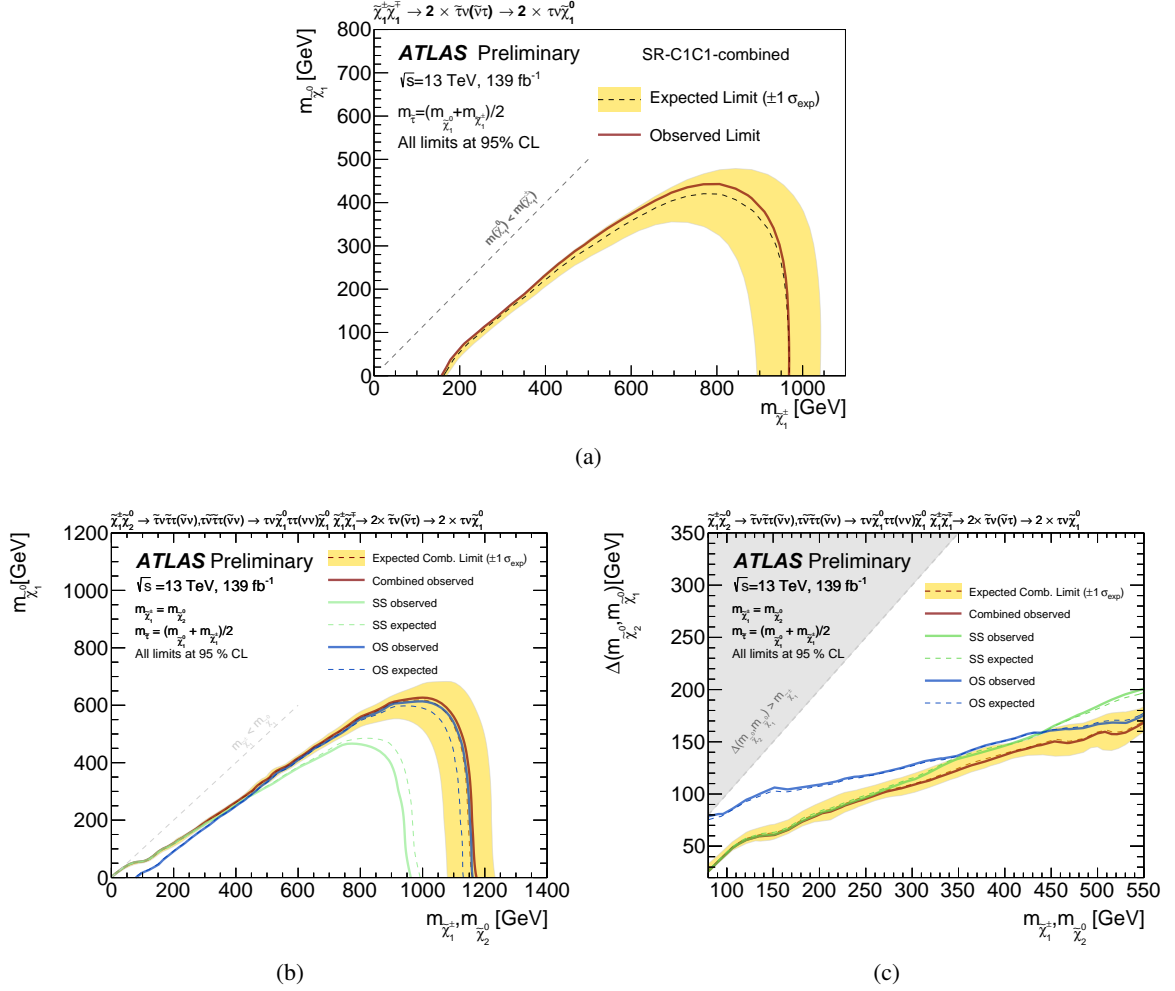 χ̃₁±χ̃₁∓ → 2 × τ̃ν(ν̃τ) → 2 × τνχ̃₁⁰
ATLAS Preliminary
SR-C1C1-combined
√s=13 TeV, 139 fb⁻¹
m_τ̃=(m_χ̃₁⁰+m_χ̃₁±)/2
All limits at 95% CL
Expected Limit (±1 σ_exp)
Observed Limit
m(χ̃₁⁰) < m(χ̃₁±)
m_χ̃₁⁰ [GeV]
800
700
600
500
400
300
200
100
0
0 200 400 600 800 1000
m_χ̃₁± [GeV]
(a)
χ̃₁±χ̃₂⁰ → τ̃ντ̃τ(ν̃ν),τν̃τ̃τ(ν̃ν) → τνχ̃₁⁰ττ(νν)χ̃₁⁰ χ̃₁±χ̃₁∓→ 2× τ̃ν(ν̃τ) → 2 × τνχ̃₁⁰
ATLAS Preliminary
√s =13 TeV, 139 fb⁻¹
m_χ̃₁± = m_χ̃₂⁰
m_τ̃ = (m_χ̃₁⁰ + m_χ̃₁±)/2
All limits at 95 % CL
Expected Comb. Limit (±1 σ_exp)
Combined observed
SS observed
SS expected
OS observed
OS expected
m_χ̃₁⁰[GeV]
1200
1000
800
600
400
200
0
0 200 400 600 800 1000 1200 1400
m_χ̃₁±,m_χ̃₂⁰ [GeV]
(b)
χ̃₁±χ̃₂⁰ → τ̃ντ̃τ(ν̃ν),τν̃τ̃τ(ν̃ν) → τνχ̃₁⁰ττ(νν)χ̃₁⁰ χ̃₁±χ̃₁∓→ 2× τ̃ν(ν̃τ) → 2 × τνχ̃₁⁰
ATLAS Preliminary
√s =13 TeV, 139 fb⁻¹
m_χ̃₁± = m_χ̃₂⁰
m_τ̃ = (m_χ̃₁⁰ + m_χ̃₁±)/2
All limits at 95 % CL
Expected Comb. Limit (±1 σ_exp)
Combined observed
SS observed
SS expected
OS observed
OS expected
Δ(m_χ̃₂⁰,m_χ̃₁⁰) > m_χ̃₁±
Δ(m_χ̃₂⁰,m_χ̃₁⁰)[GeV]
350
300
250
200
150
100
50
100 150 200 250 300 350 400 450 500 550
m_χ̃₁±,m_χ̃₂⁰ [GeV]
(c)